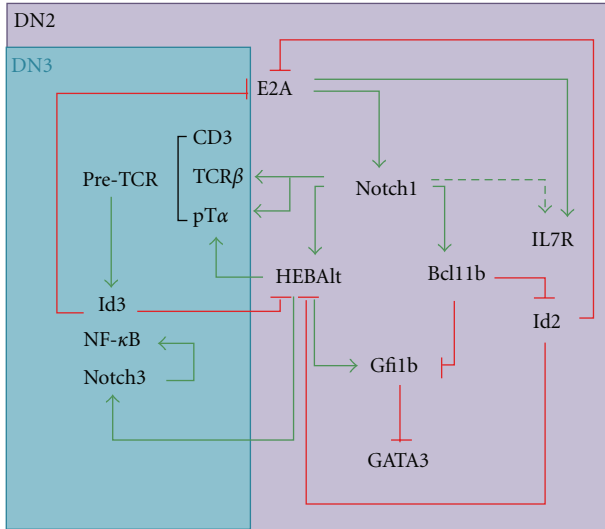 DN2
DN3
E2A
CD3
TCRβ
Pre-TCR
pTα
Notch1
IL7R
HEBAlt
Bcl11b
Id3
Id2
NF-κB
Notch3
Gfi1b
GATA3